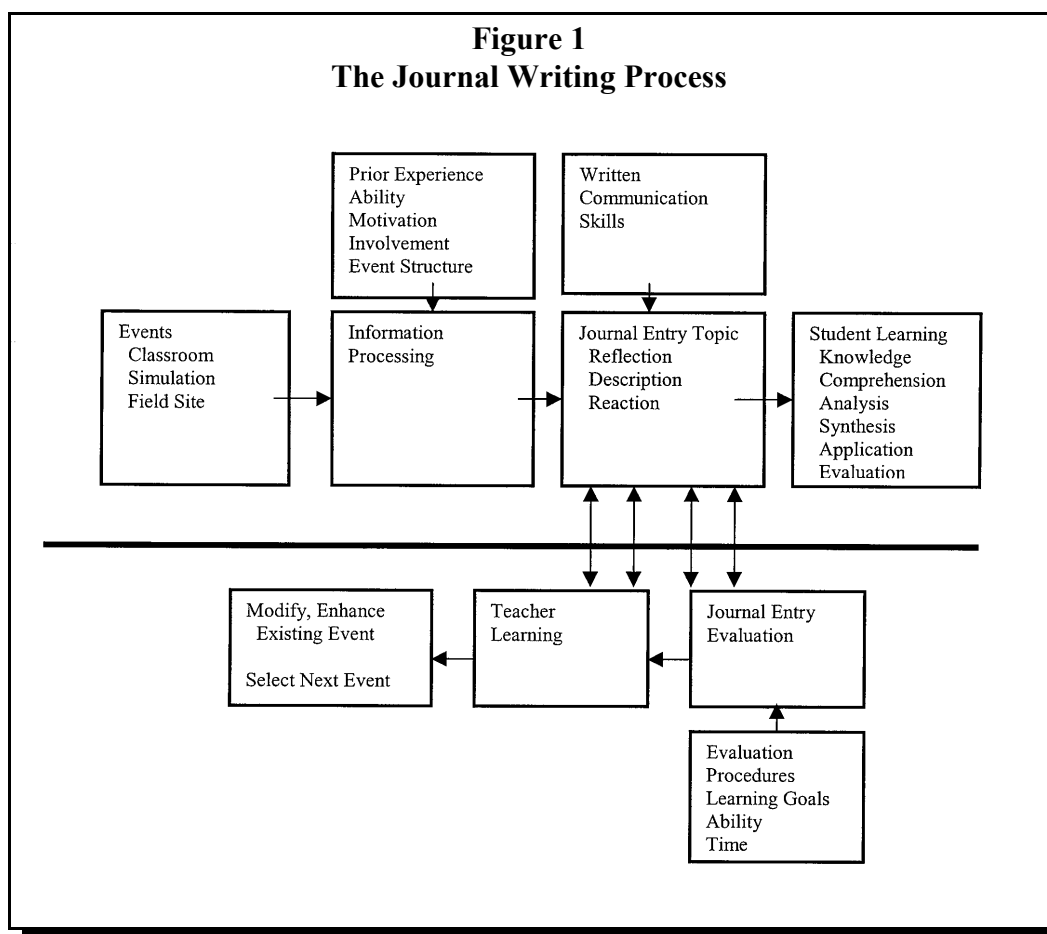 Figure 1
The Journal Writing Process
Prior Experience
Ability
Motivation
Involvement
Event Structure
Written
Communication
Skills
Events
Classroom
Simulation
Field Site
Information
Processing
Journal Entry Topic
Reflection
Description
Reaction
Student Learning
Knowledge
Comprehension
Analysis
Synthesis
Application
Evaluation
Modify, Enhance
Existing Event
Select Next Event
Teacher
Learning
Journal Entry
Evaluation
Evaluation
Procedures
Learning Goals
Ability
Time